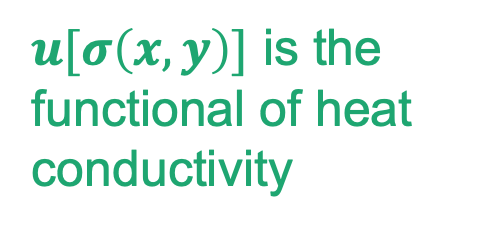 u[σ(x, y)] is the
functional of heat
conductivity